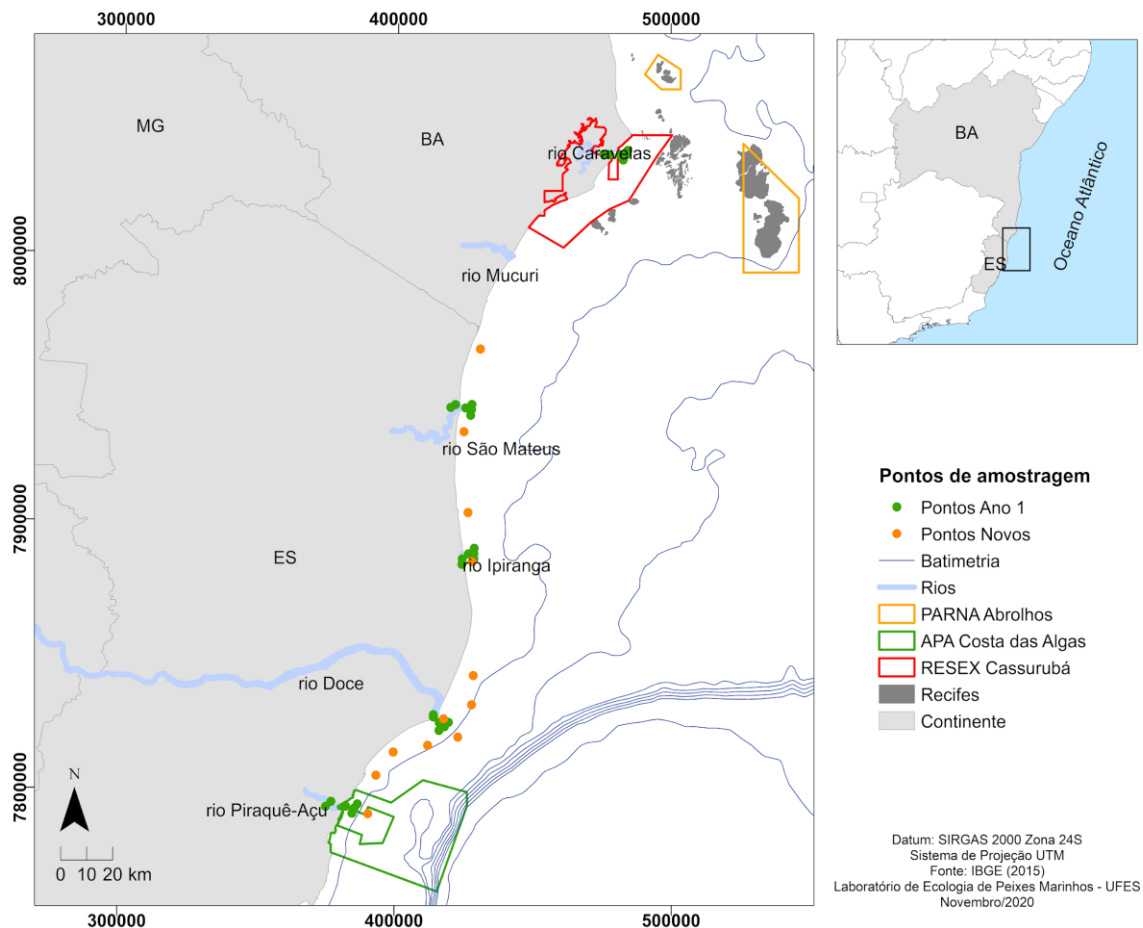 300000
400000
500000
MG
BA
rio Caravelas
8000000
rio Mucuri
rio São Mateus
7900000
rio Ipiranga
ES
rio Doce
7800000
rio Piraquê-Açu
N
0 10 20 km
300000
400000
500000
BA
ES
Oceano Atlântico
Pontos de amostragem
Pontos Ano 1
Pontos Novos
Batimetria
Rios
PARNA Abrolhos
APA Costa das Algas
RESEX Cassurubá
Recifes
Continente
Datum: SIRGAS 2000 Zona 24S
Sistema de Projeção UTM
Fonte: IBGE (2015)
Laboratório de Ecologia de Peixes Marinhos - UFES
Novembro/2020